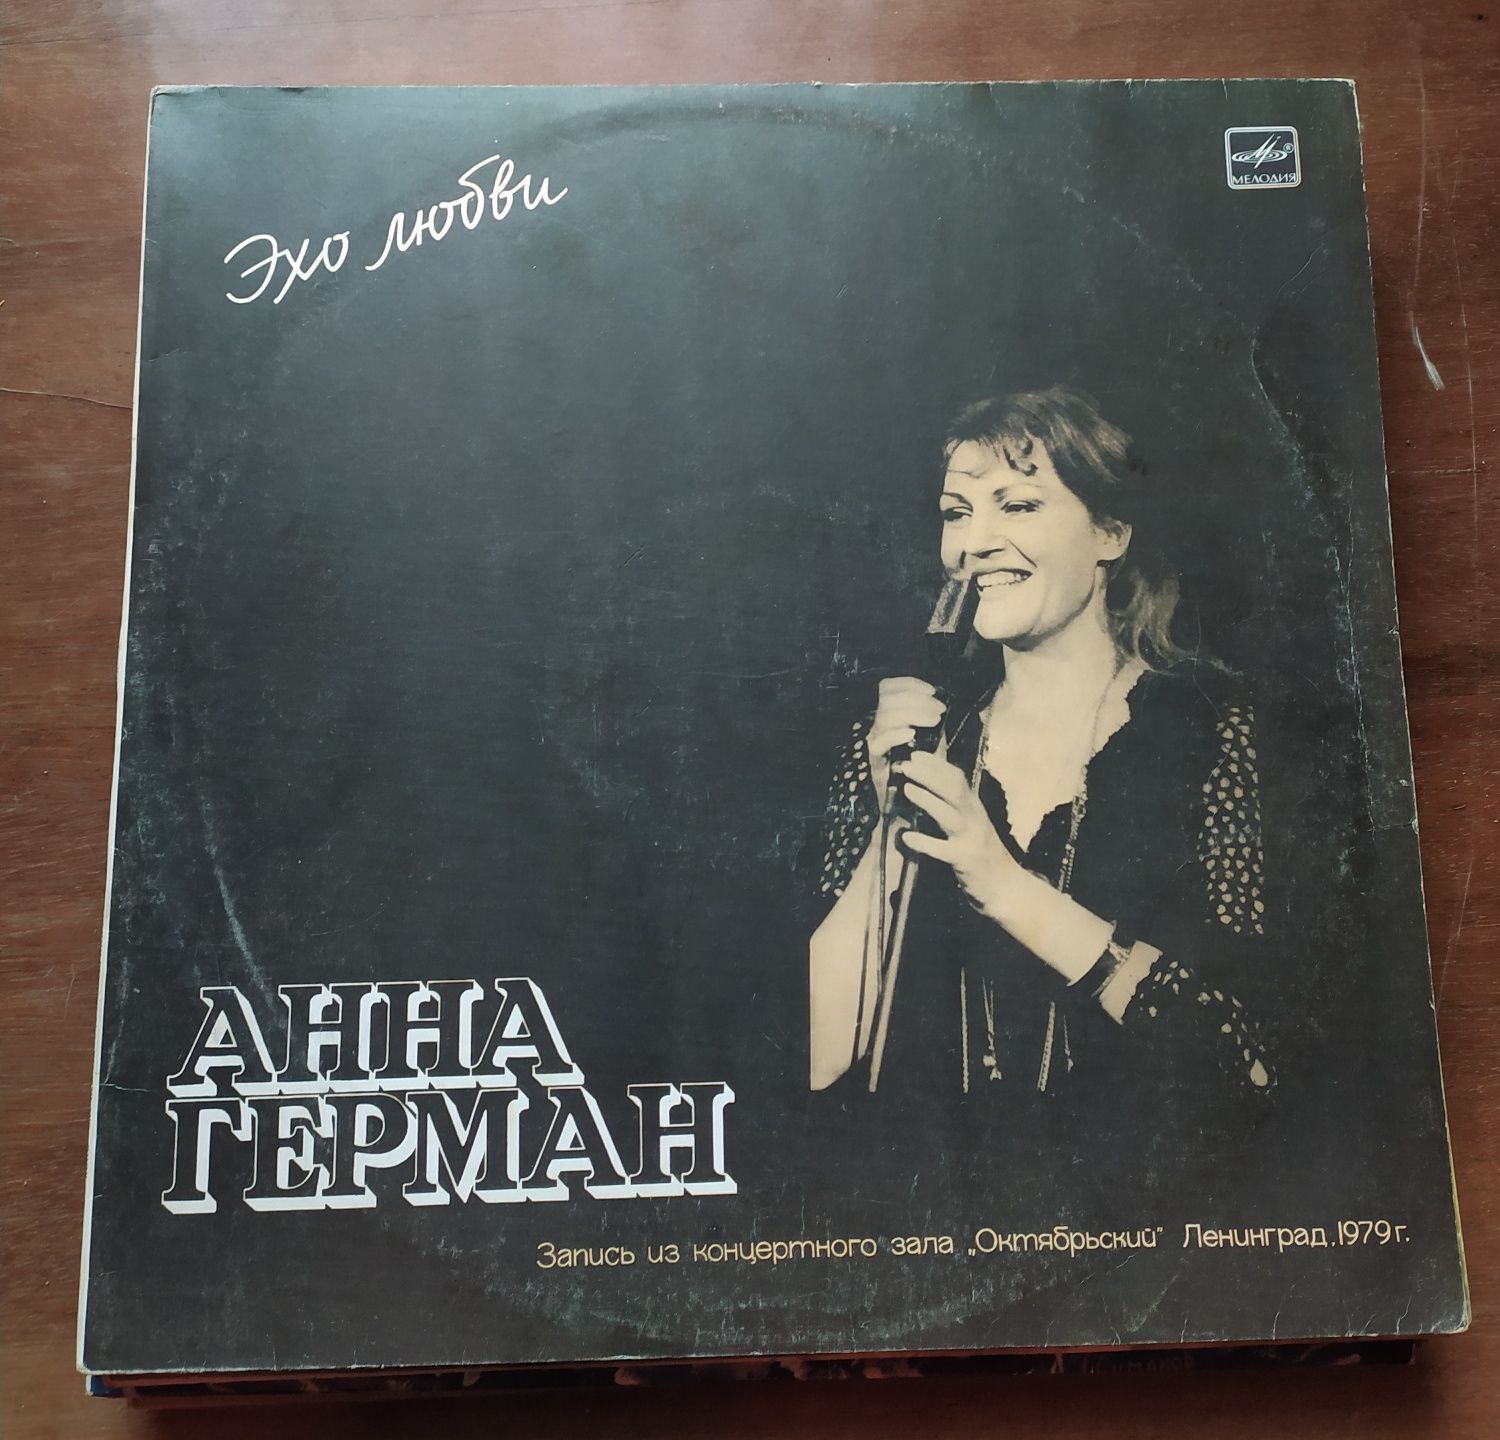 Эхо любви
МЕЛОДИЯ
АННА
ГЕРМАН
Запись из концертного зала „Октябрьский” Ленинград, 1979 г.